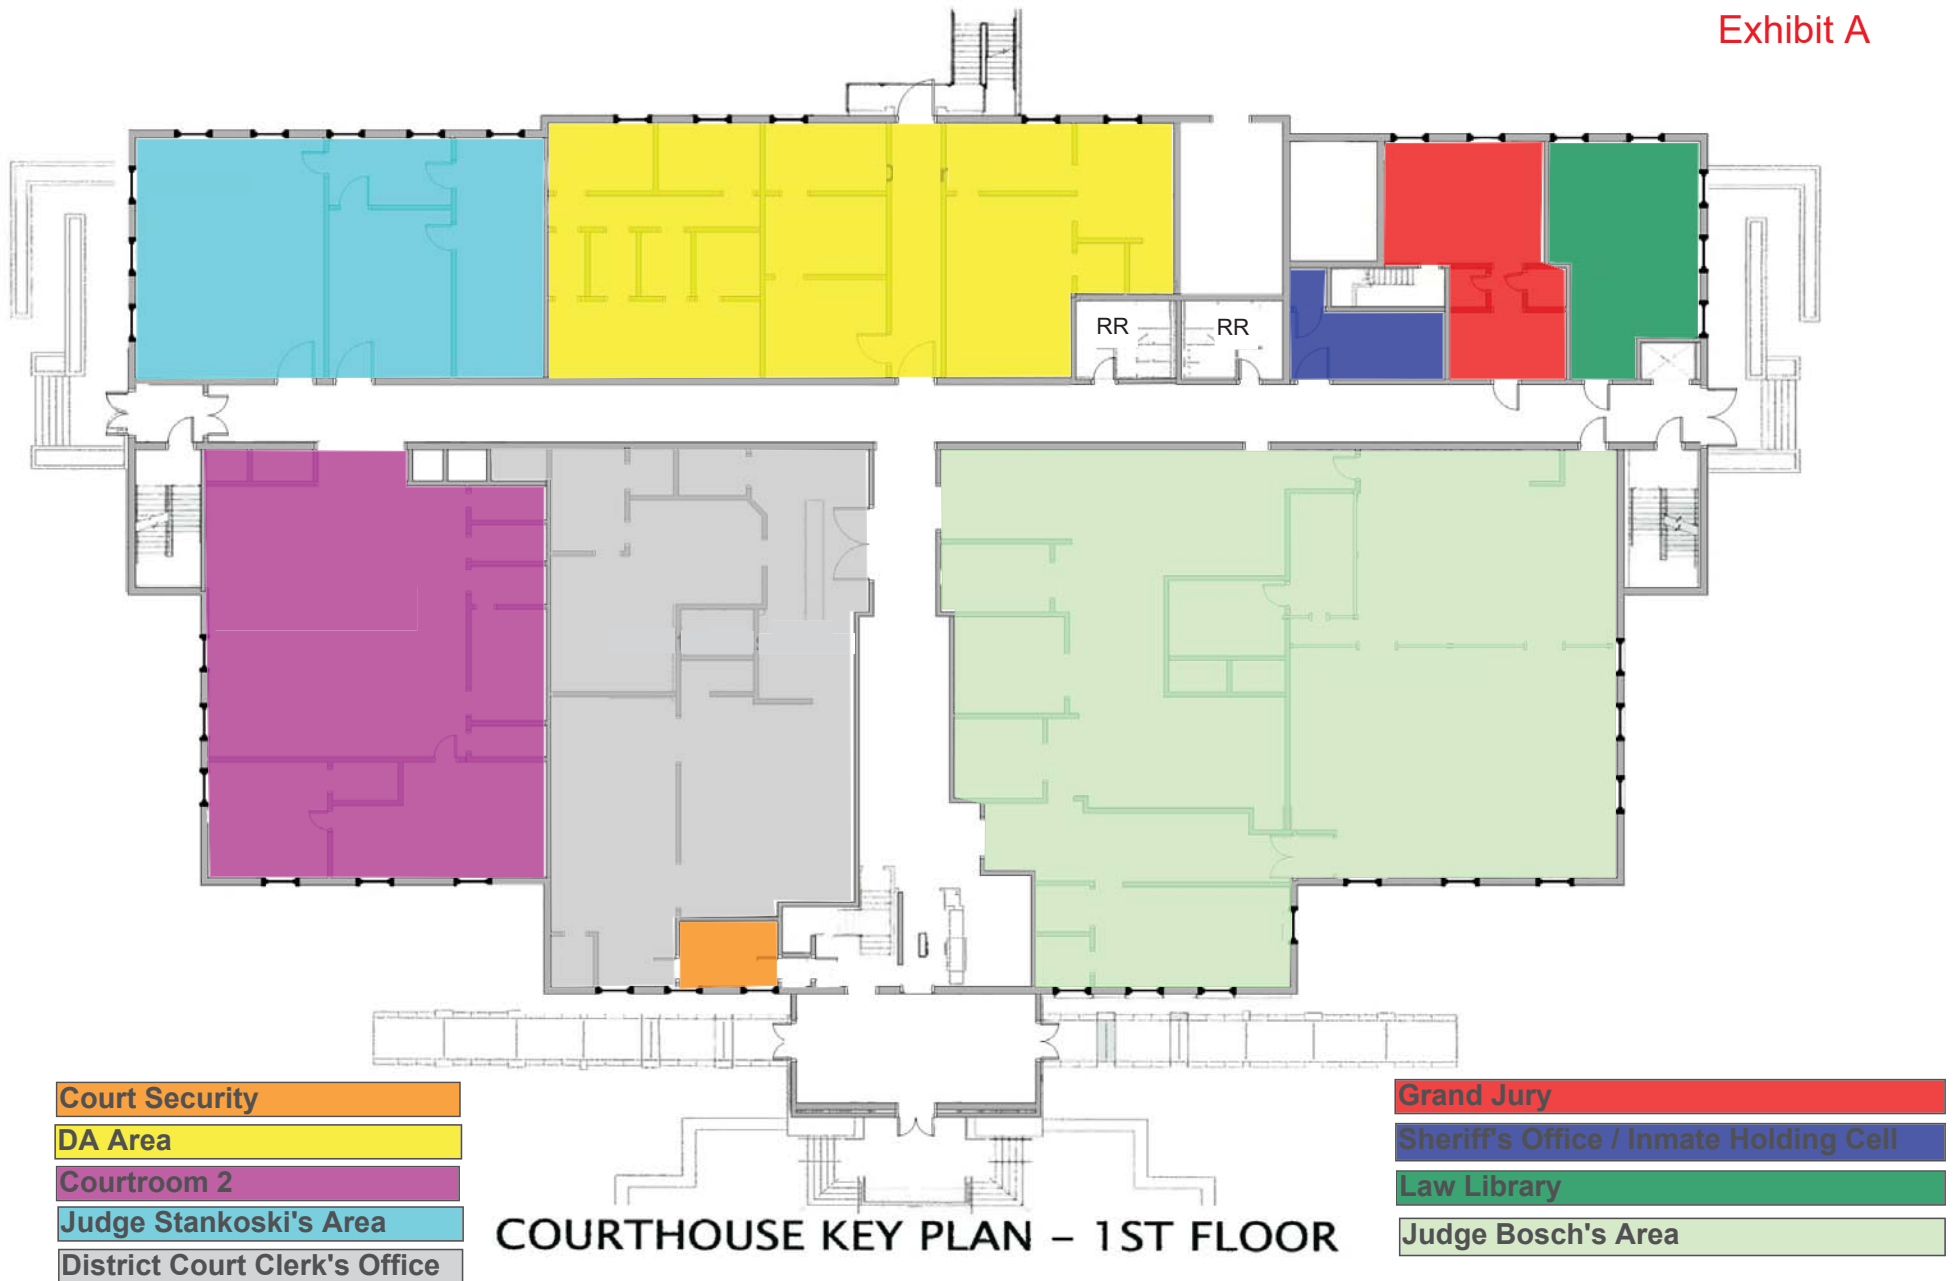 Exhibit A
RR
RR
Court Security
DA Area
Courtroom 2
Judge Stankoski's Area
District Court Clerk's Office
COURTHOUSE KEY PLAN – 1ST FLOOR
Grand Jury
Sheriff's Office / Inmate Holding Cell
Law Library
Judge Bosch's Area